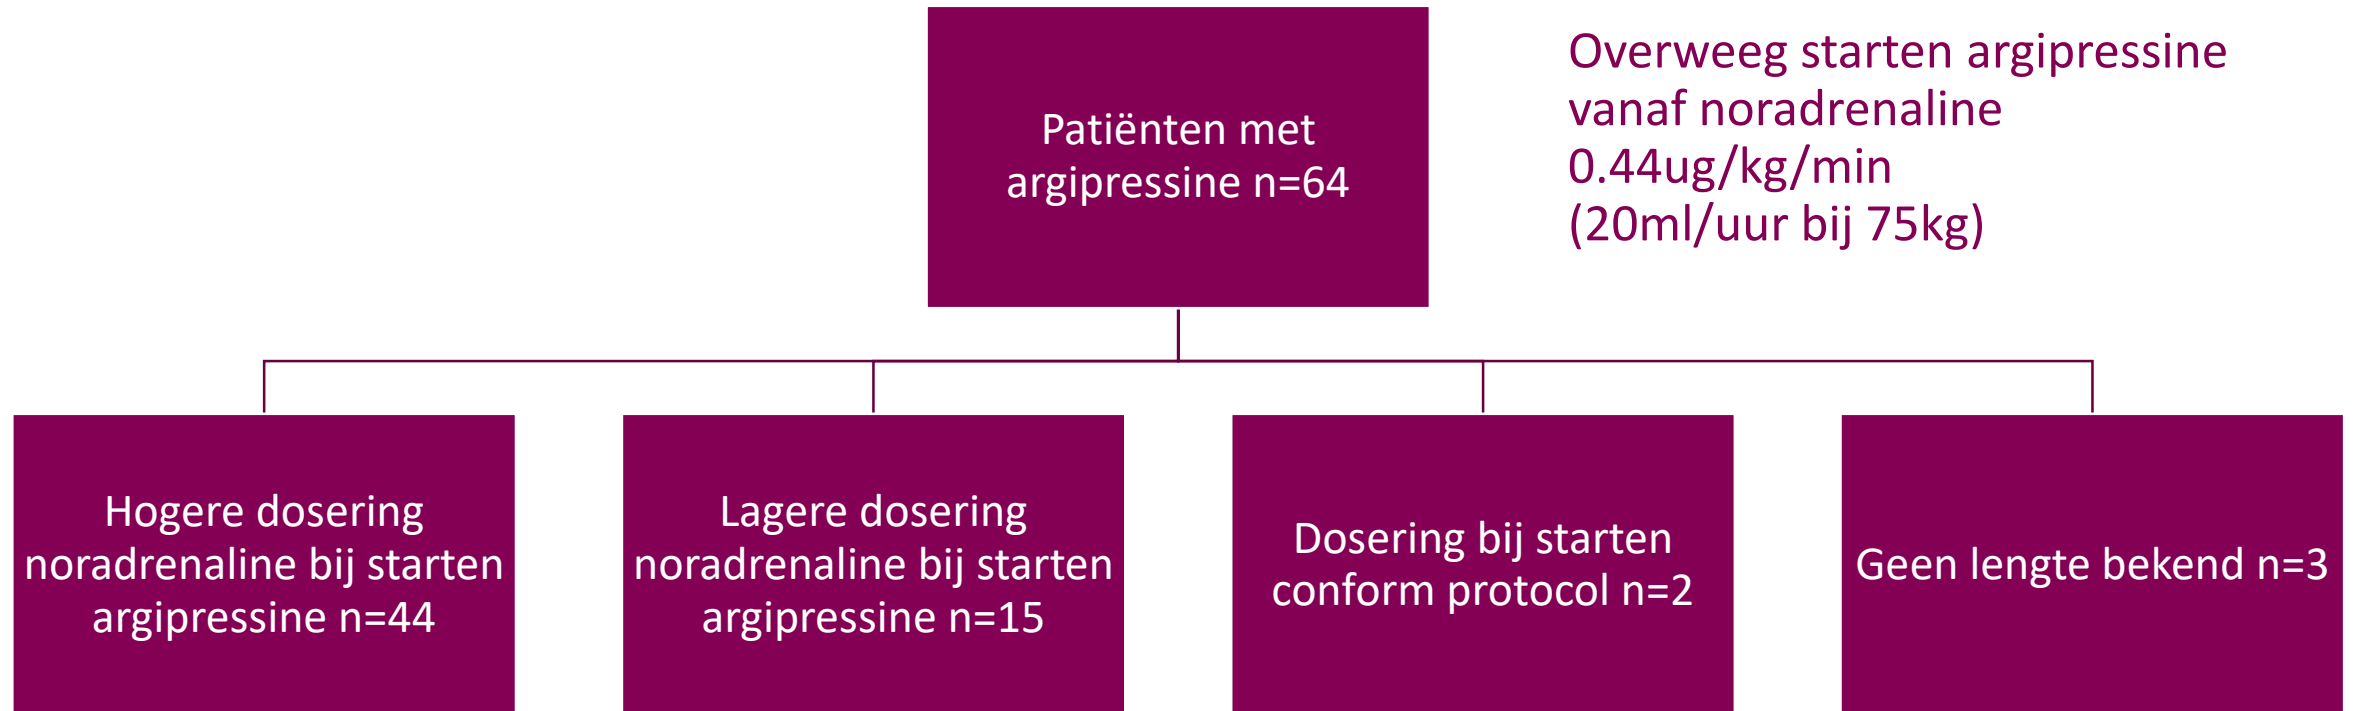 Patiënten met
argipressine n=64
Overweeg starten argipressine
vanaf noradrenaline
0.44ug/kg/min
(20ml/uur bij 75kg)
Hogere dosering
noradrenaline bij starten
argipressine n=44
Lagere dosering
noradrenaline bij starten
argipressine n=15
Dosering bij starten
conform protocol n=2
Geen lengte bekend n=3